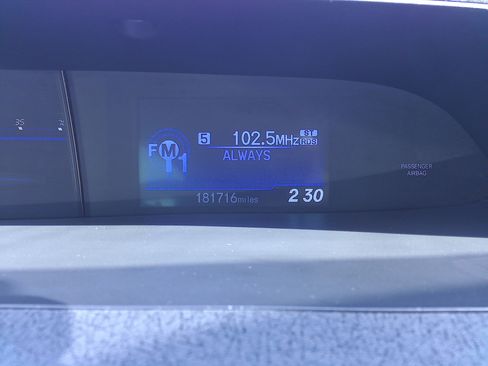 5 102.5MHz ST
RDS
FM1
ALWAYS
35
PASSENGER
AIRBAG
181716miles 2 30